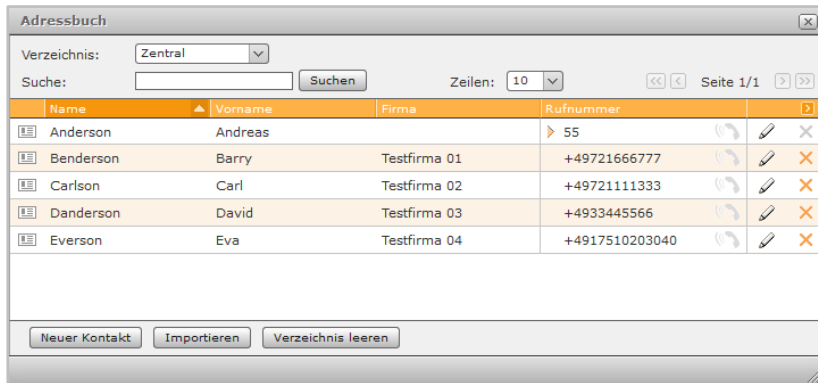 Adressbuch
Verzeichnis: Zentral
Suche: Suchen Zeilen: 10 Seite 1/1
Name Vorname Firma Rufnummer
Anderson Andreas 55
Benderson Barry Testfirma 01 +49721666777
Carlson Carl Testfirma 02 +49721111333
Danderson David Testfirma 03 +4933445566
Everson Eva Testfirma 04 +4917510203040
Neuer Kontakt Importieren Verzeichnis leeren